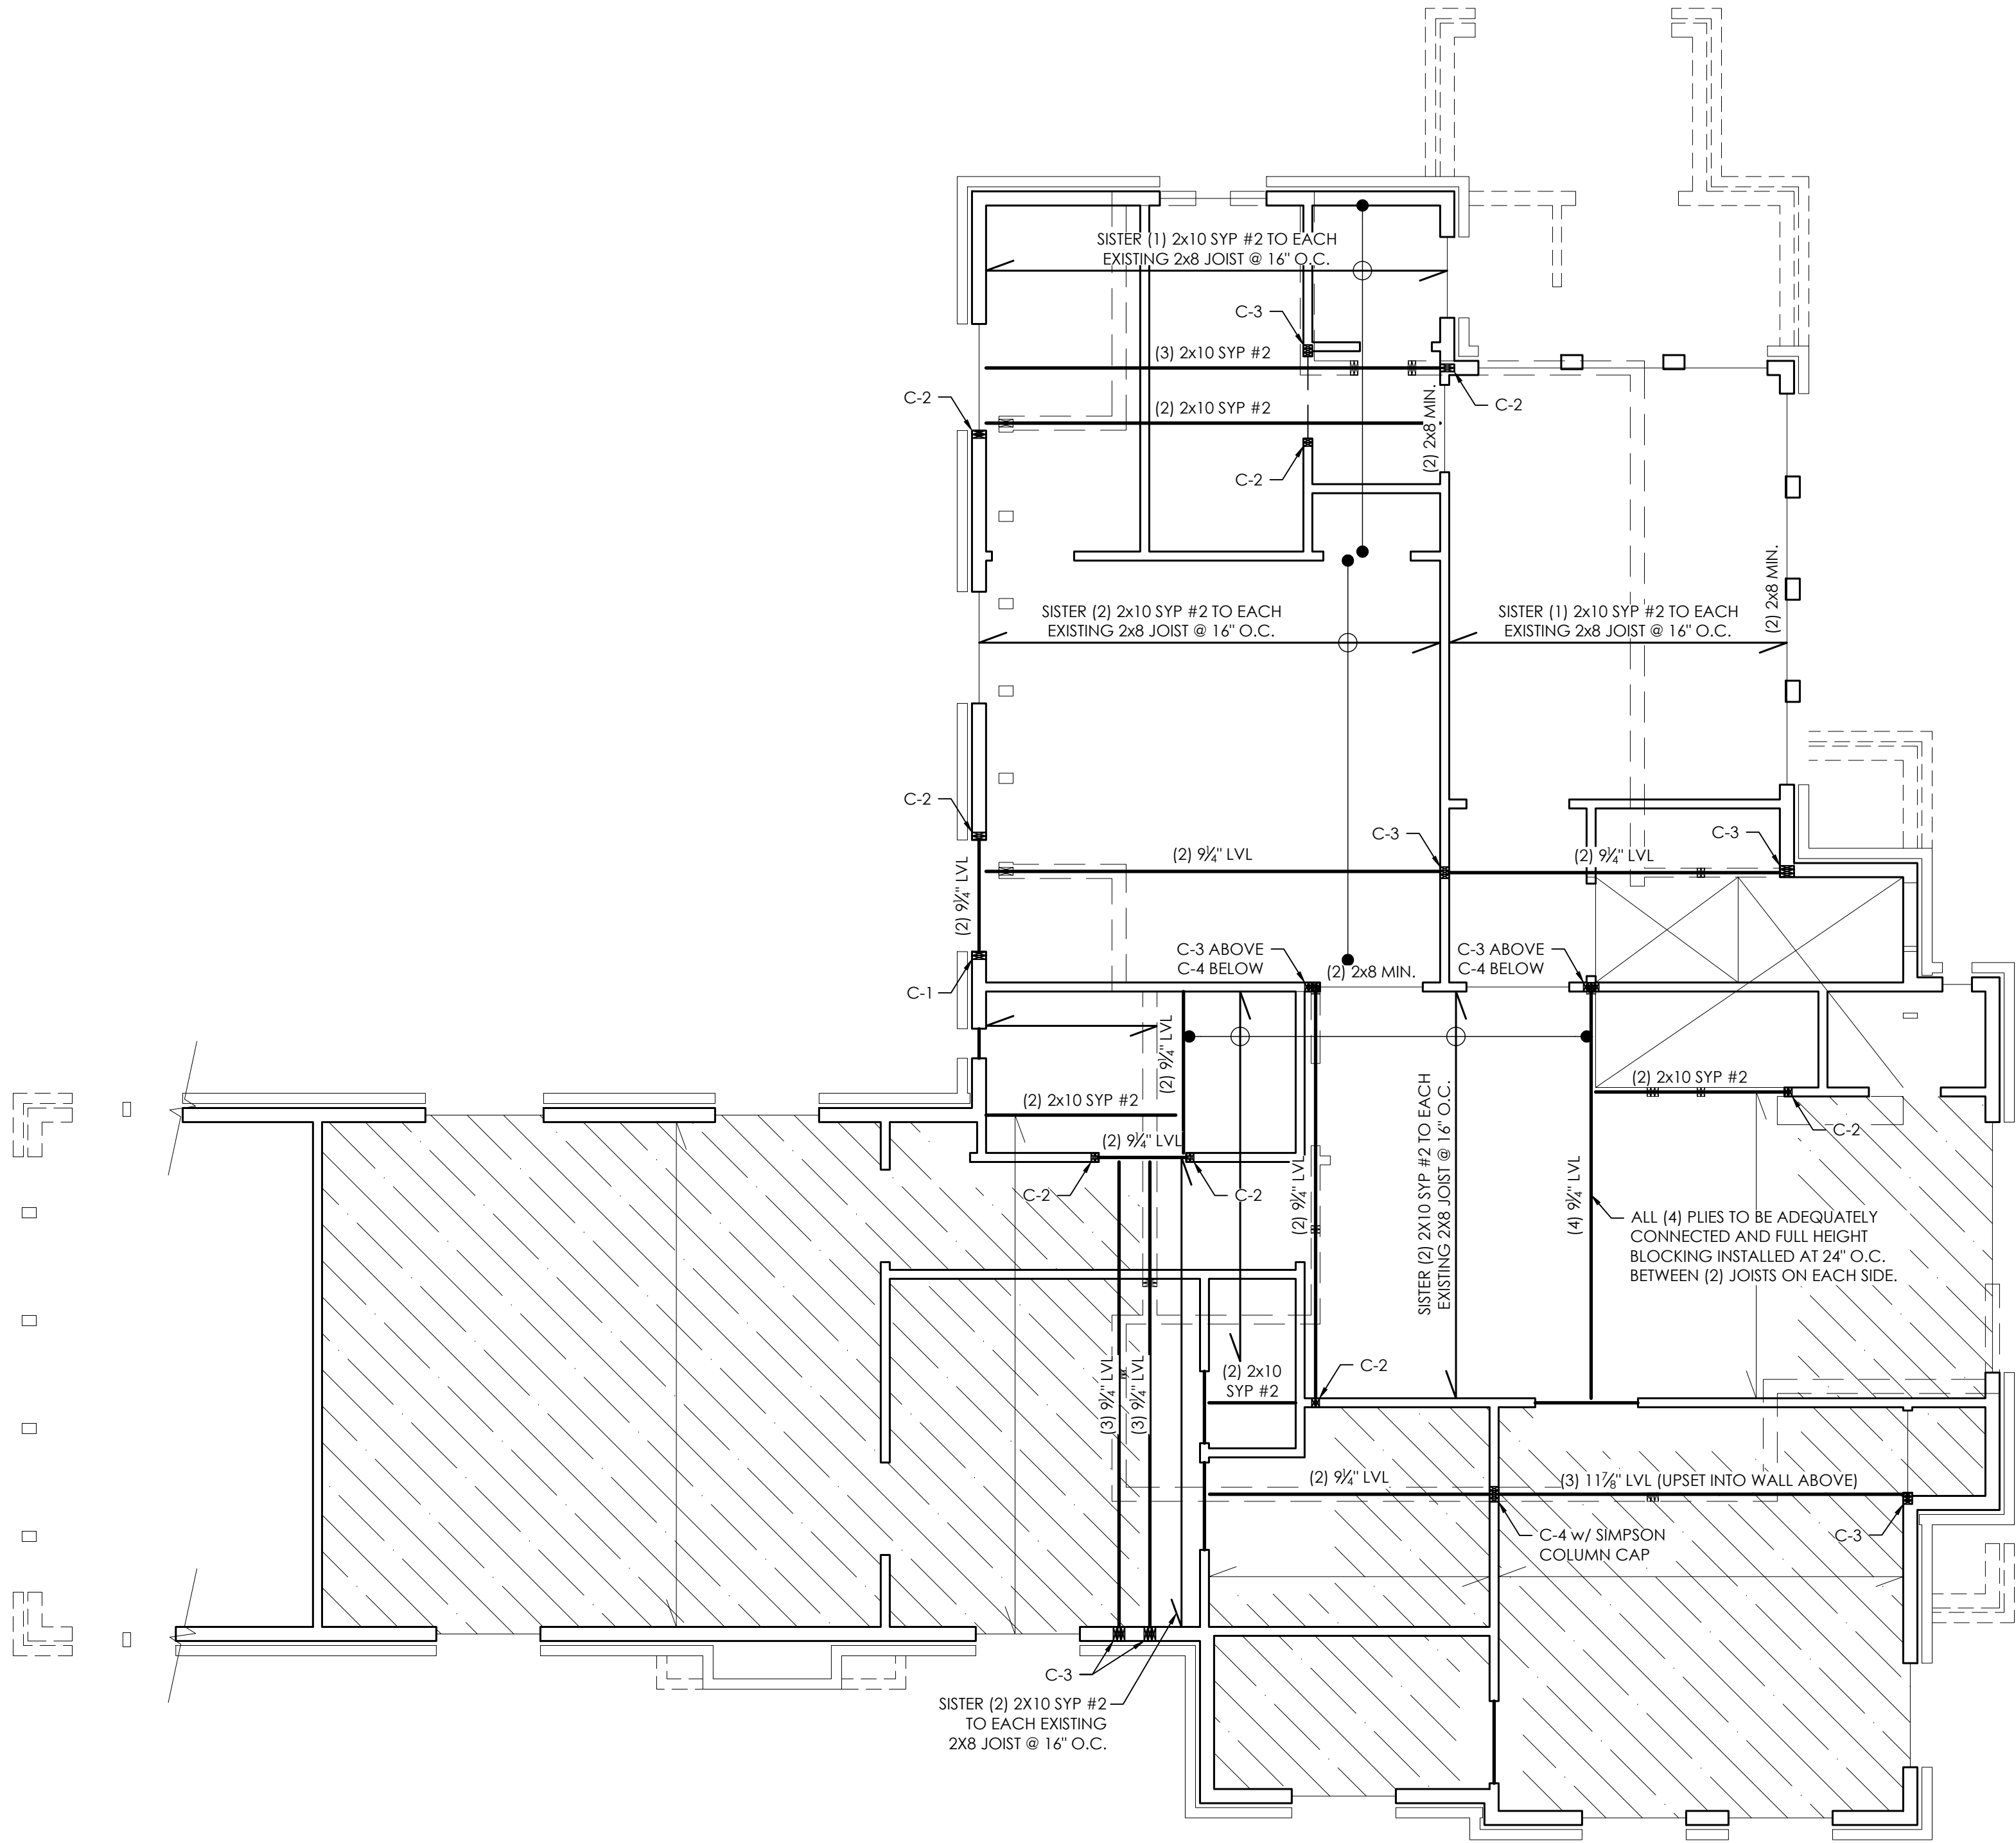 SISTER (1) 2x10 SYP #2 TO EACH
EXISTING 2x8 JOIST @ 16" O.C.
C-3
(3) 2x10 SYP #2
C-2
C-2
(2) 2x10 SYP #2
(2) 2x8 MIN.
C-2
SISTER (2) 2x10 SYP #2 TO EACH
EXISTING 2x8 JOIST @ 16" O.C.
SISTER (1) 2x10 SYP #2 TO EACH
EXISTING 2x8 JOIST @ 16" O.C.
(2) 2x8 MIN.
C-2
C-3
C-3
(2) 9¼" LVL
(2) 9¼" LVL
(2) 9¼" LVL
C-3 ABOVE
C-4 BELOW
(2) 2x8 MIN.
C-3 ABOVE
C-4 BELOW
C-1
(2) 9¼" LVL
(2) 2x10 SYP #2
(2) 2x10 SYP #2
C-2
(2) 9¼" LVL
C-2
C-2
(2) 9¼" LVL
SISTER (2) 2X10 SYP #2 TO EACH
EXISTING 2X8 JOIST @ 16" O.C.
(4) 9¼" LVL
ALL (4) PLIES TO BE ADEQUATELY
CONNECTED AND FULL HEIGHT
BLOCKING INSTALLED AT 24" O.C.
BETWEEN (2) JOISTS ON EACH SIDE.
(3) 9¼" LVL
(3) 9¼" LVL
(2) 2x10
SYP #2
C-2
(2) 9¼" LVL
(3) 11⅞" LVL (UPSET INTO WALL ABOVE)
C-4 w/ SIMPSON
COLUMN CAP
C-3
C-3
SISTER (2) 2X10 SYP #2
TO EACH EXISTING
2X8 JOIST @ 16" O.C.